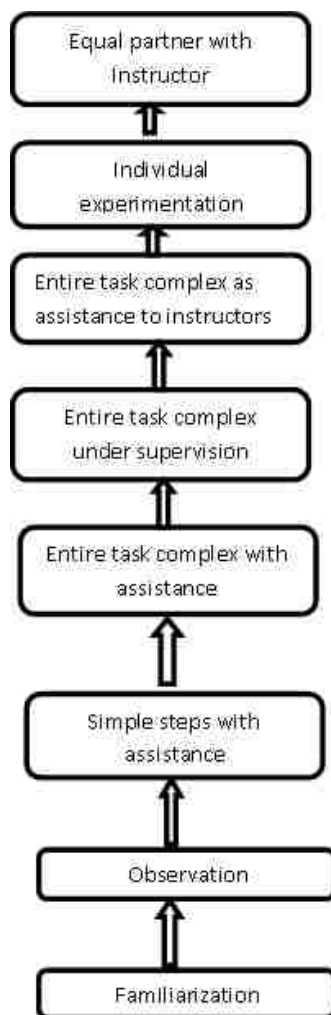 Equal partner with
Instructor
Individual
experimentation
Entire task complex as
assistance to instructors
Entire task complex
under supervision
Entire task complex with
assistance
Simple steps with
assistance
Observation
Familiarization